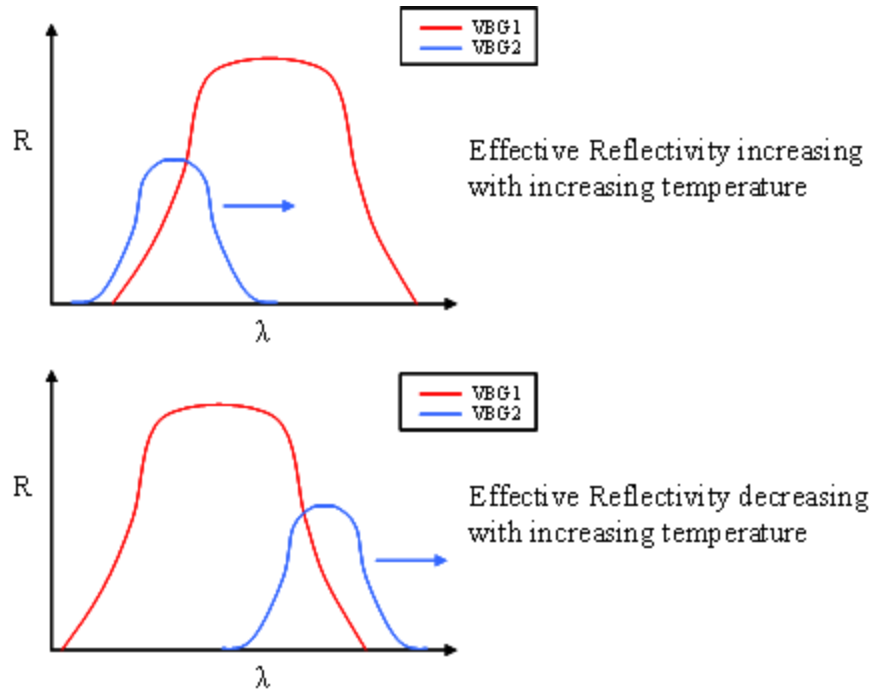 VBG1
VBG2
R
Effective Reflectivity increasing
with increasing temperature
λ
VBG1
VBG2
R
Effective Reflectivity decreasing
with increasing temperature
λ